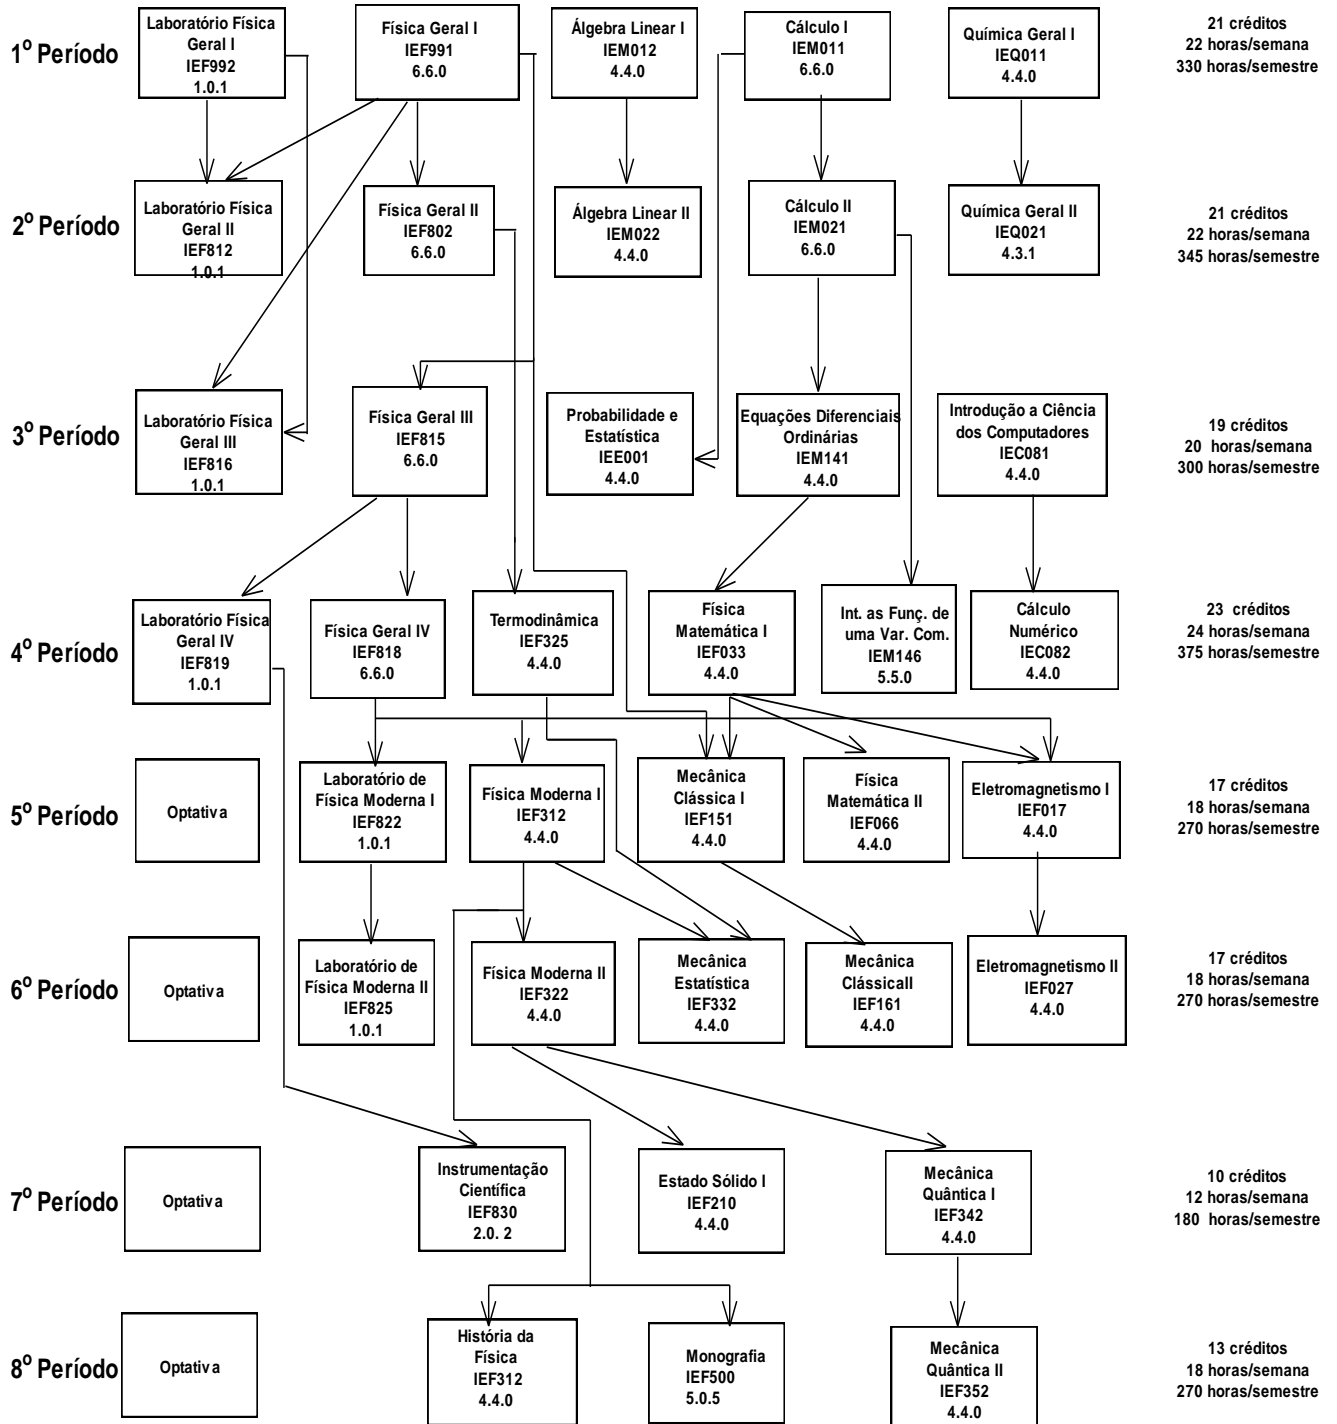 1º Período
Laboratório Física
Geral I
IEF992
1.0.1
Física Geral I
IEF991
6.6.0
Álgebra Linear I
IEM012
4.4.0
Cálculo I
IEM011
6.6.0
Química Geral I
IEQ011
4.4.0
21 créditos
22 horas/semana
330 horas/semestre
2º Período
Laboratório Física
Geral II
IEF812
1.0.1
Física Geral II
IEF802
6.6.0
Álgebra Linear II
IEM022
4.4.0
Cálculo II
IEM021
6.6.0
Química Geral II
IEQ021
4.3.1
21 créditos
22 horas/semana
345 horas/semestre
3º Período
Laboratório Física
Geral III
IEF816
1.0.1
Física Geral III
IEF815
6.6.0
Probabilidade e
Estatística
IEE001
4.4.0
Equações Diferenciais
Ordinárias
IEM141
4.4.0
Introdução a Ciência
dos Computadores
IEC081
4.4.0
19 créditos
20 horas/semana
300 horas/semestre
4º Período
Laboratório Física
Geral IV
IEF819
1.0.1
Física Geral IV
IEF818
6.6.0
Termodinâmica
IEF325
4.4.0
Física
Matemática I
IEF033
4.4.0
Int. as Funç. de
uma Var. Com.
IEM146
5.5.0
Cálculo
Numérico
IEC082
4.4.0
23 créditos
24 horas/semana
375 horas/semestre
5º Período
Optativa
Laboratório de
Física Moderna I
IEF822
1.0.1
Física Moderna I
IEF312
4.4.0
Mecânica
Clássica I
IEF151
4.4.0
Física
Matemática II
IEF066
4.4.0
Eletromagnetismo I
IEF017
4.4.0
17 créditos
18 horas/semana
270 horas/semestre
6º Período
Optativa
Laboratório de
Física Moderna II
IEF825
1.0.1
Física Moderna II
IEF322
4.4.0
Mecânica
Estatística
IEF332
4.4.0
Mecânica
ClássicaII
IEF161
4.4.0
Eletromagnetismo II
IEF027
4.4.0
17 créditos
18 horas/semana
270 horas/semestre
7º Período
Optativa
Instrumentação
Científica
IEF830
2.0. 2
Estado Sólido I
IEF210
4.4.0
Mecânica
Quântica I
IEF342
4.4.0
10 créditos
12 horas/semana
180 horas/semestre
8º Período
Optativa
História da
Física
IEF312
4.4.0
Monografia
IEF500
5.0.5
Mecânica
Quântica II
IEF352
4.4.0
13 créditos
18 horas/semana
270 horas/semestre